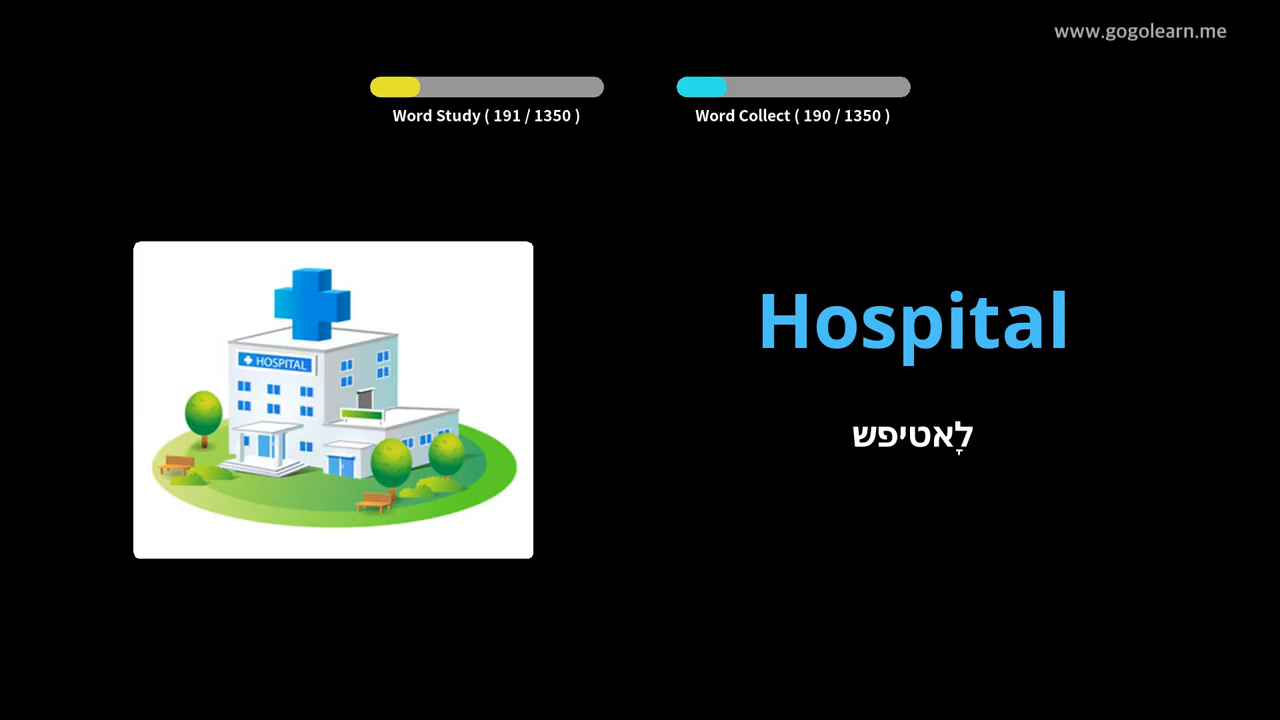 www.gogolearn.me
Word Study ( 191 / 1350 )
Word Collect ( 190 / 1350 )
HOSPITAL
Hospital
לָאטיפש